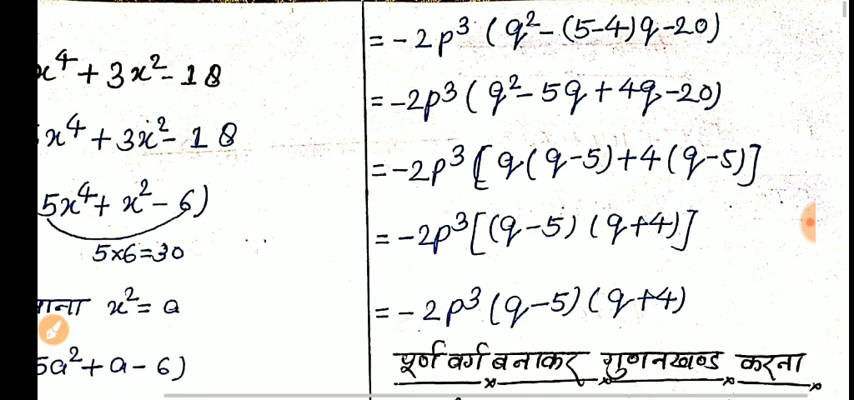 x⁴ + 3x² - 18
5x⁴ + 3x² - 18
5x⁴ + x² - 6)
5×6=30
माना x² = a
5a² + a - 6)
= -2p³ (q² - (5-4)q - 20)
= -2p³ (q² - 5q + 4q - 20)
= -2p³ [q(q-5) + 4(q-5)]
= -2p³ [(q-5) (q+4)]
= -2p³ (q-5) (q+4)
पूर्ण वर्ग बनाकर गुणनखण्ड करना